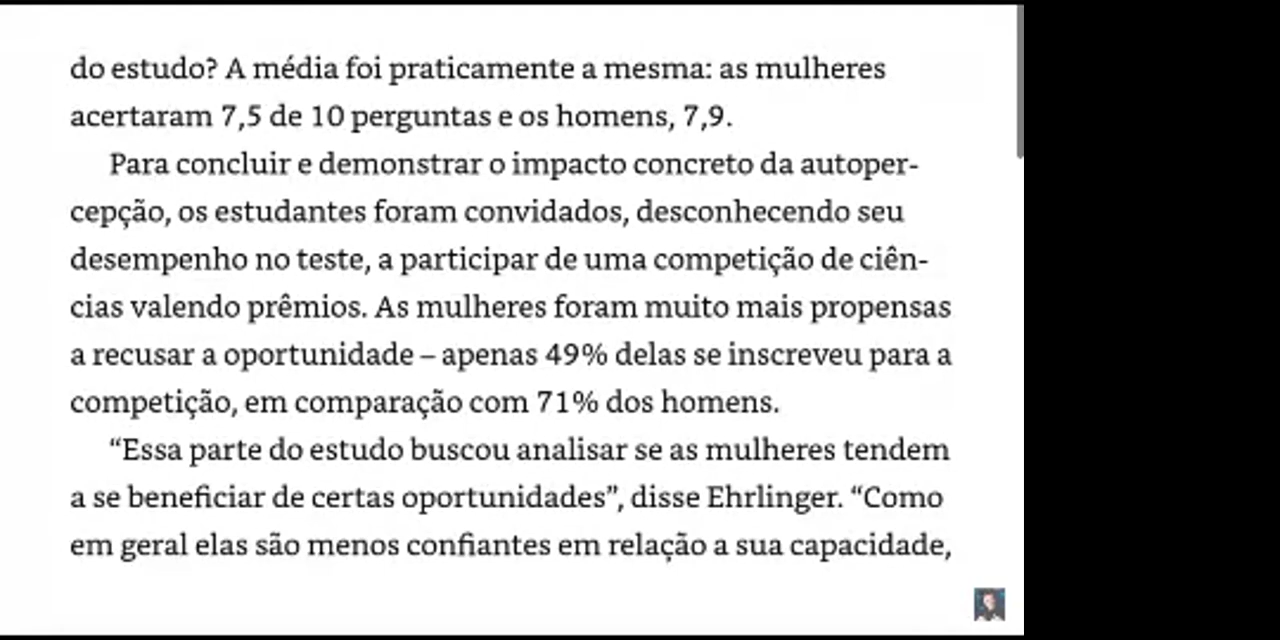 do estudo? A média foi praticamente a mesma: as mulheres
acertaram 7,5 de 10 perguntas e os homens, 7,9.
Para concluir e demonstrar o impacto concreto da autoper-
cepção, os estudantes foram convidados, desconhecendo seu
desempenho no teste, a participar de uma competição de ciên-
cias valendo prêmios. As mulheres foram muito mais propensas
a recusar a oportunidade – apenas 49% delas se inscreveu para a
competição, em comparação com 71% dos homens.
“Essa parte do estudo buscou analisar se as mulheres tendem
a se beneficiar de certas oportunidades”, disse Ehrlinger. “Como
em geral elas são menos confiantes em relação a sua capacidade,